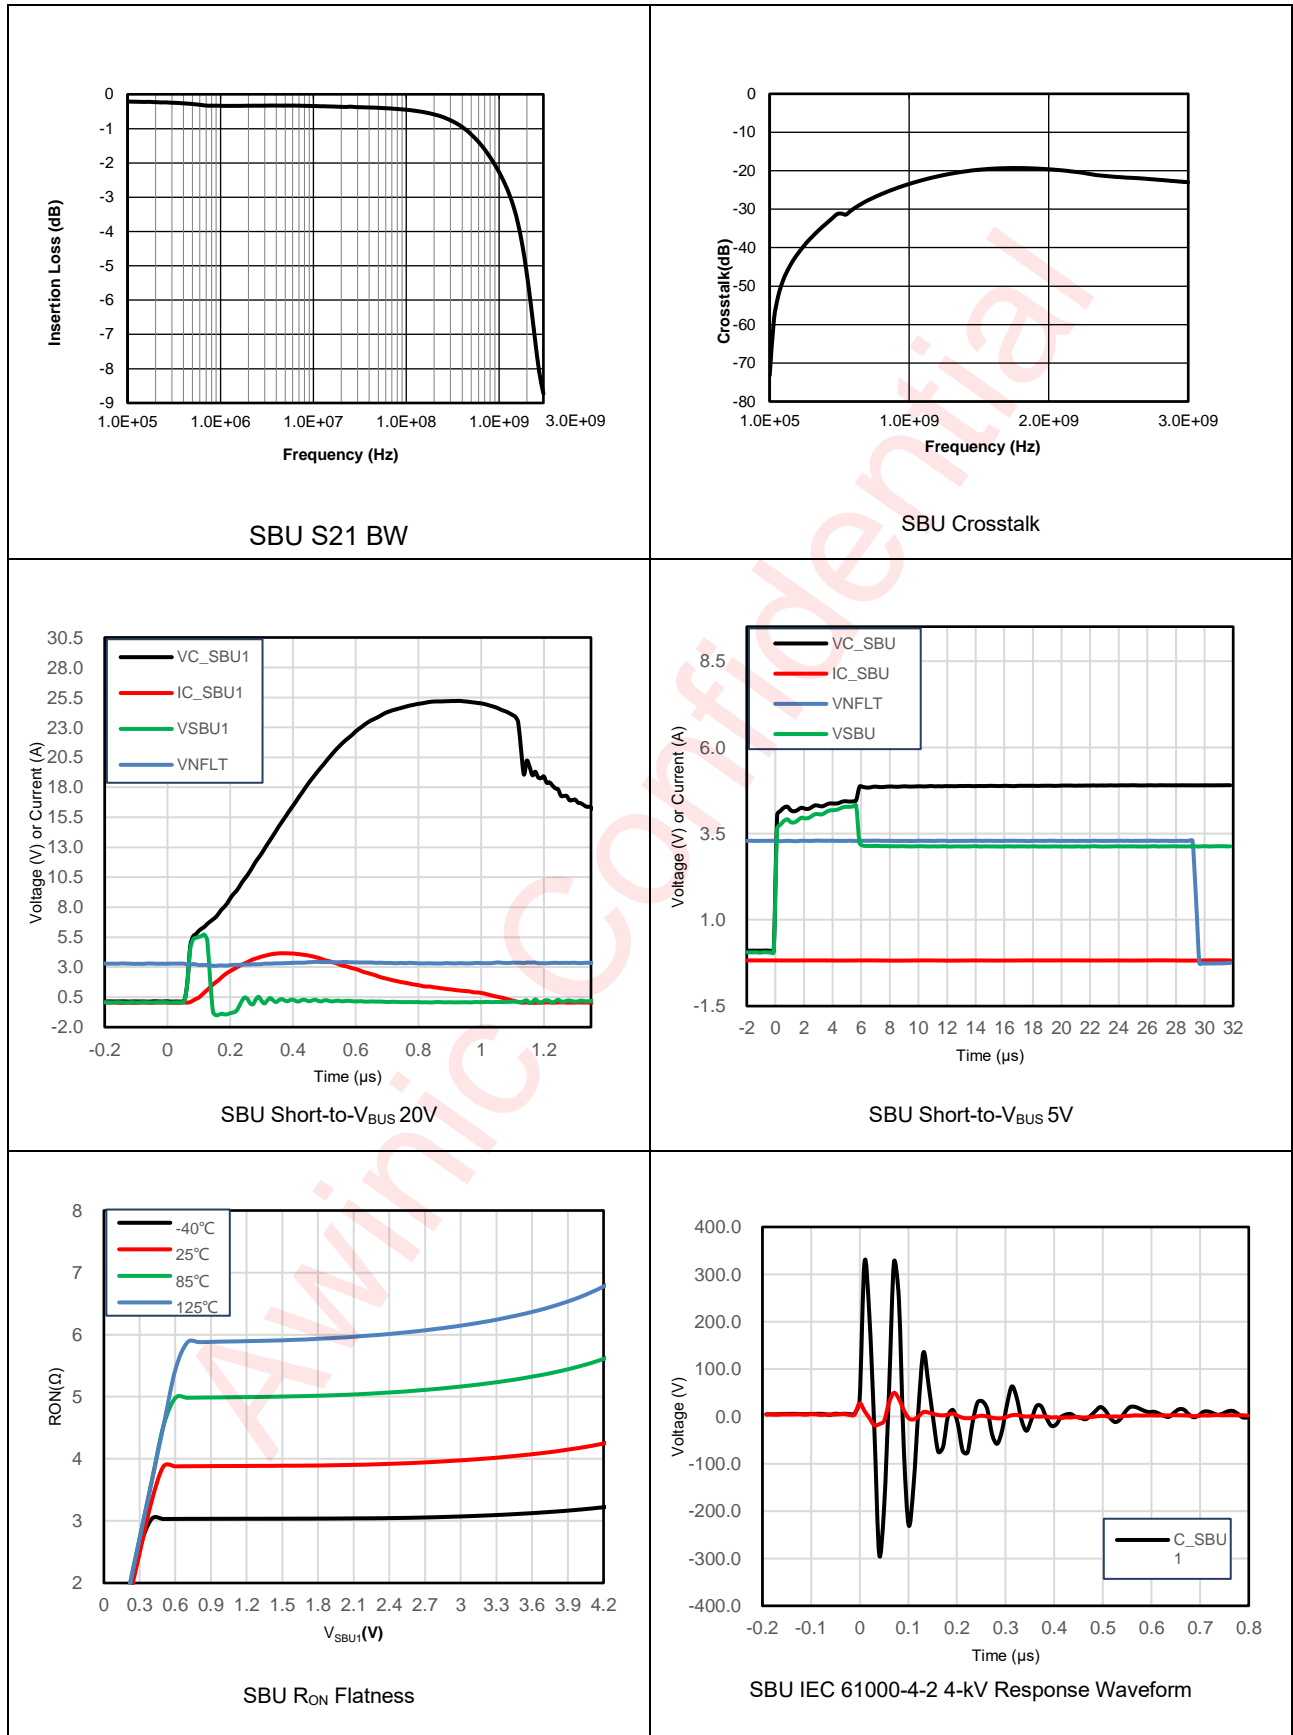 0
-1
-2
-3
-4
-5
-6
-7
-8
-9
Insertion Loss (dB)
1.0E+05 1.0E+06 1.0E+07 1.0E+08 1.0E+09 3.0E+09
Frequency (Hz)
SBU S21 BW
0
-10
-20
-30
-40
-50
-60
-70
-80
Crosstalk(dB)
1.0E+05 1.0E+09 2.0E+09 3.0E+09
Frequency (Hz)
SBU Crosstalk
30.5
28.0
25.5
23.0
20.5
18.0
15.5
13.0
10.5
8.0
5.5
3.0
0.5
-2.0
Voltage (V) or Current (A)
VC_SBU1
IC_SBU1
VSBU1
VNFLT
-0.2 0 0.2 0.4 0.6 0.8 1 1.2
Time (µs)
SBU Short-to-VBUS 20V
8.5
6.0
3.5
1.0
-1.5
Voltage (V) or Current (A)
VC_SBU
IC_SBU
VNFLT
VSBU
-2 0 2 4 6 8 10 12 14 16 18 20 22 24 26 28 30 32
Time (µs)
SBU Short-to-VBUS 5V
8
7
6
5
4
3
2
RON(Ω)
-40℃
25℃
85℃
125℃
0 0.3 0.6 0.9 1.2 1.5 1.8 2.1 2.4 2.7 3 3.3 3.6 3.9 4.2
VSBU1(V)
SBU RON Flatness
400.0
300.0
200.0
100.0
0.0
-100.0
-200.0
-300.0
-400.0
Voltage (V)
C_SBU
1
-0.2 -0.1 0 0.1 0.2 0.3 0.4 0.5 0.6 0.7 0.8
Time (µs)
SBU IEC 61000-4-2 4-kV Response Waveform
Awinic Confidential